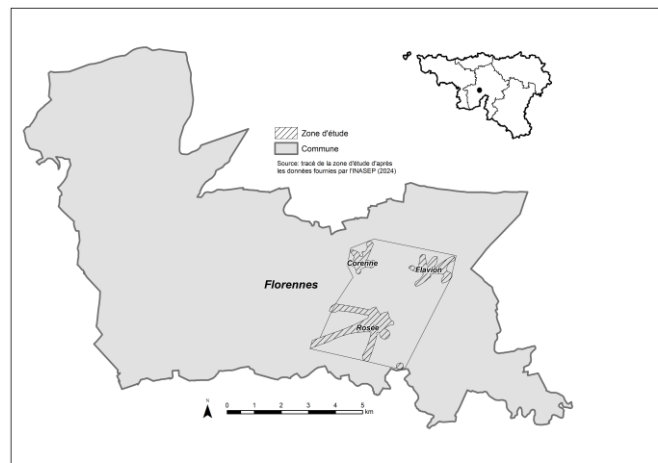 Zone d'étude
Commune
Source: tracé de la zone d'étude d'après
les données fournies par l'INASEP (2024)
Corenne
Flavion
Florennes
Rosée
N
0 1 2 3 4 5
km